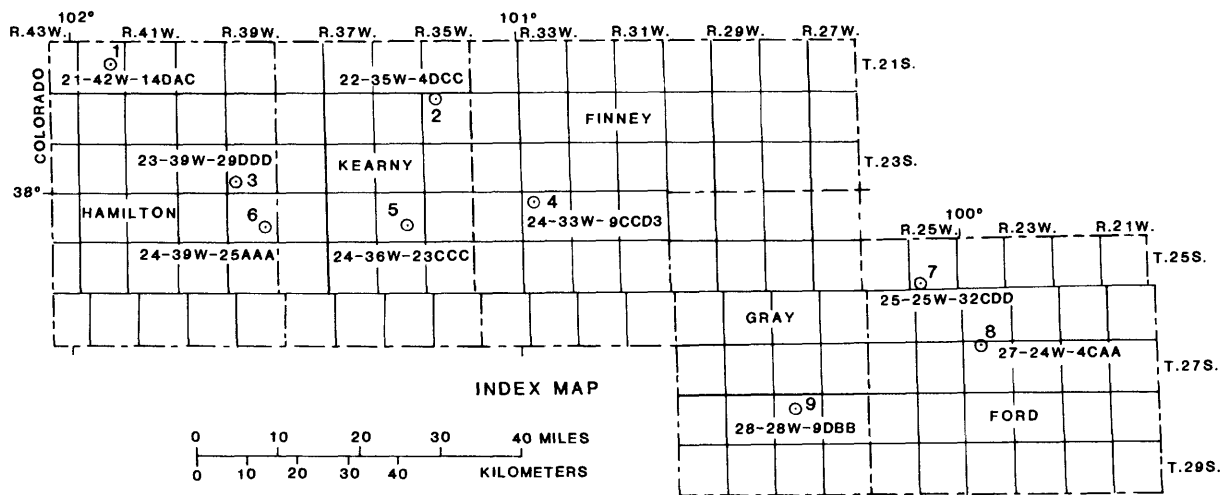 102°
101°
R.43W. R.41W. R.39W. R.37W. R.35W. R.33W. R.31W. R.29W. R.27W.
1
T.21S.
21-42W-14DAC
22-35W-4DCC
2
COLORADO
FINNEY
23-39W-29DDD
KEARNY
T.23S.
3
38°
4
HAMILTON
6
5
24-33W-9CCD3
100°
R.25W. R.23W. R.21W.
24-39W-25AAA
24-36W-23CCC
T.25S.
7
25-25W-32CDD
GRAY
8
27-24W-4CAA
T.27S.
INDEX MAP
9
28-28W-9DBB
FORD
0 10 20 30 40 MILES
0 10 20 30 40 KILOMETERS
T.29S.